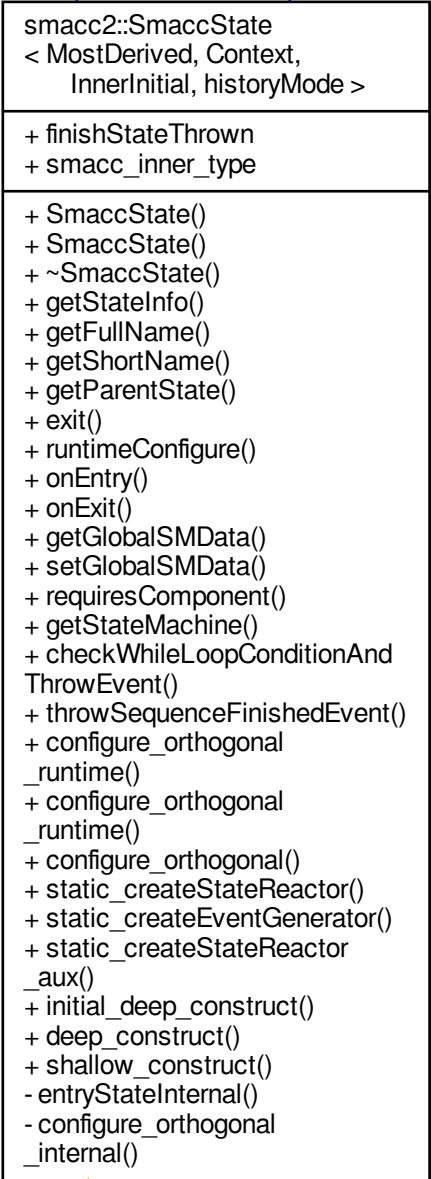 smacc2::SmaccState
< MostDerived, Context,
InnerInitial, historyMode >
+ finishStateThrown
+ smacc_inner_type
+ SmaccState()
+ SmaccState()
+ ~SmaccState()
+ getStateInfo()
+ getFullName()
+ getShortName()
+ getParentState()
+ exit()
+ runtimeConfigure()
+ onEntry()
+ onExit()
+ getGlobalSMData()
+ setGlobalSMData()
+ requiresComponent()
+ getStateMachine()
+ checkWhileLoopConditionAnd
ThrowEvent()
+ throwSequenceFinishedEvent()
+ configure_orthogonal
_runtime()
+ configure_orthogonal
_runtime()
+ configure_orthogonal()
+ static_createStateReactor()
+ static_createEventGenerator()
+ static_createStateReactor
_aux()
+ initial_deep_construct()
+ deep_construct()
+ shallow_construct()
- entryStateInternal()
- configure_orthogonal
_internal()